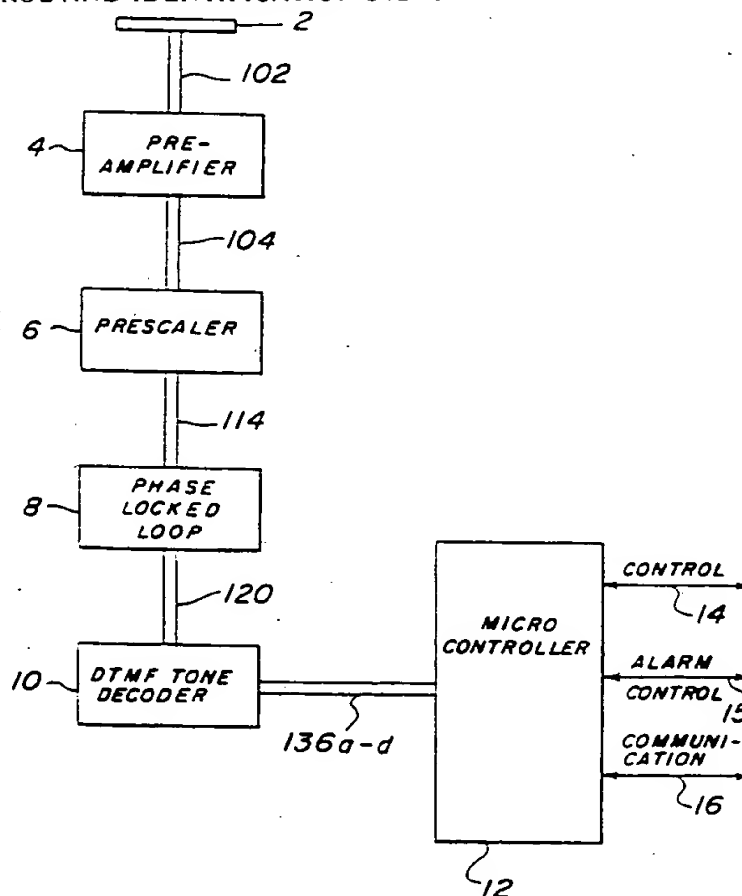 2
102
4
PRE-
AMPLIFIER
104
6
PRESCALER
114
8
PHASE
LOCKED
LOOP
120
10
DTMF TONE
DECODER
136a-d
MICRO
CONTROLLER
12
CONTROL
14
ALARM
CONTROL
15
COMMUNI-
CATION
16